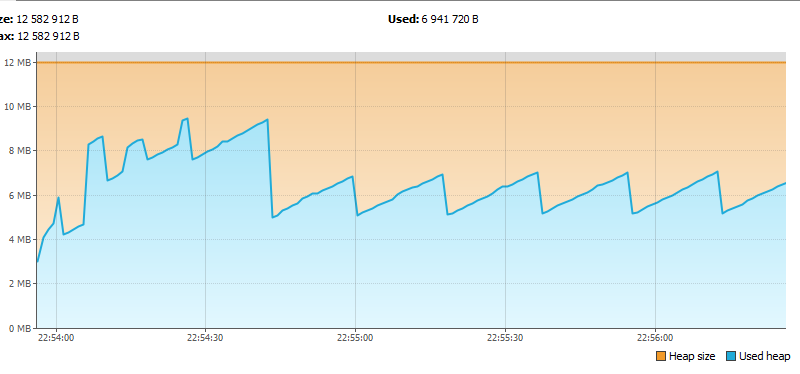 ze: 12 582 912 B Used: 6 941 720 B
ax: 12 582 912 B
12 MB
10 MB
8 MB
6 MB
4 MB
2 MB
0 MB
22:54:00 22:54:30 22:55:00 22:55:30 22:56:00
Heap size Used heap